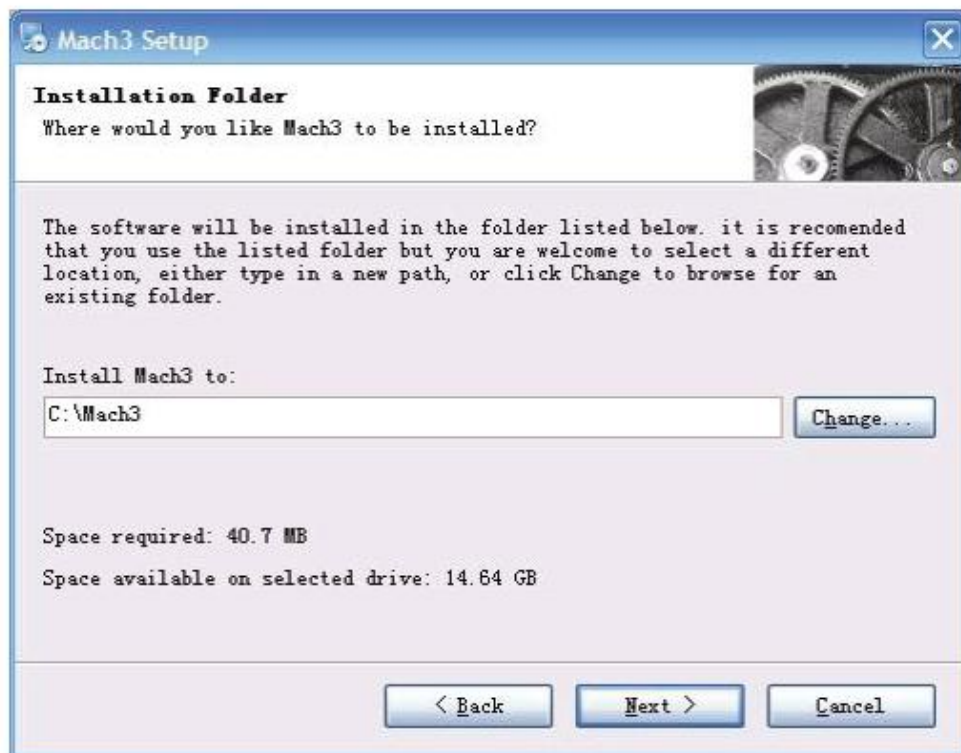 Mach3 Setup
Installation Folder
Where would you like Mach3 to be installed?
The software will be installed in the folder listed below. it is recomended
that you use the listed folder but you are welcome to select a different
location, either type in a new path, or click Change to browse for an
existing folder.
Install Mach3 to:
C:\Mach3
Change...
Space required: 40.7 MB
Space available on selected drive: 14.64 GB
< Back
Next >
Cancel